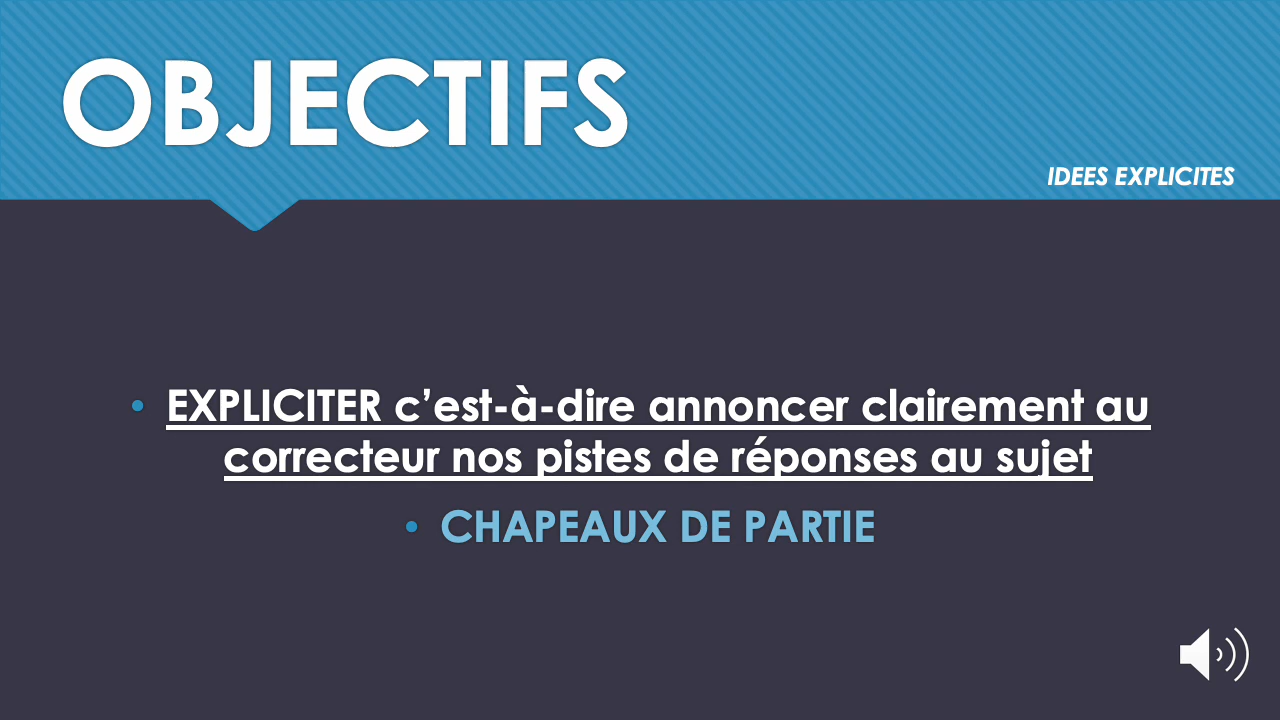 OBJECTIFS
IDEES EXPLICITES
• EXPLICITER c’est-à-dire annoncer clairement au
correcteur nos pistes de réponses au sujet
• CHAPEAUX DE PARTIE